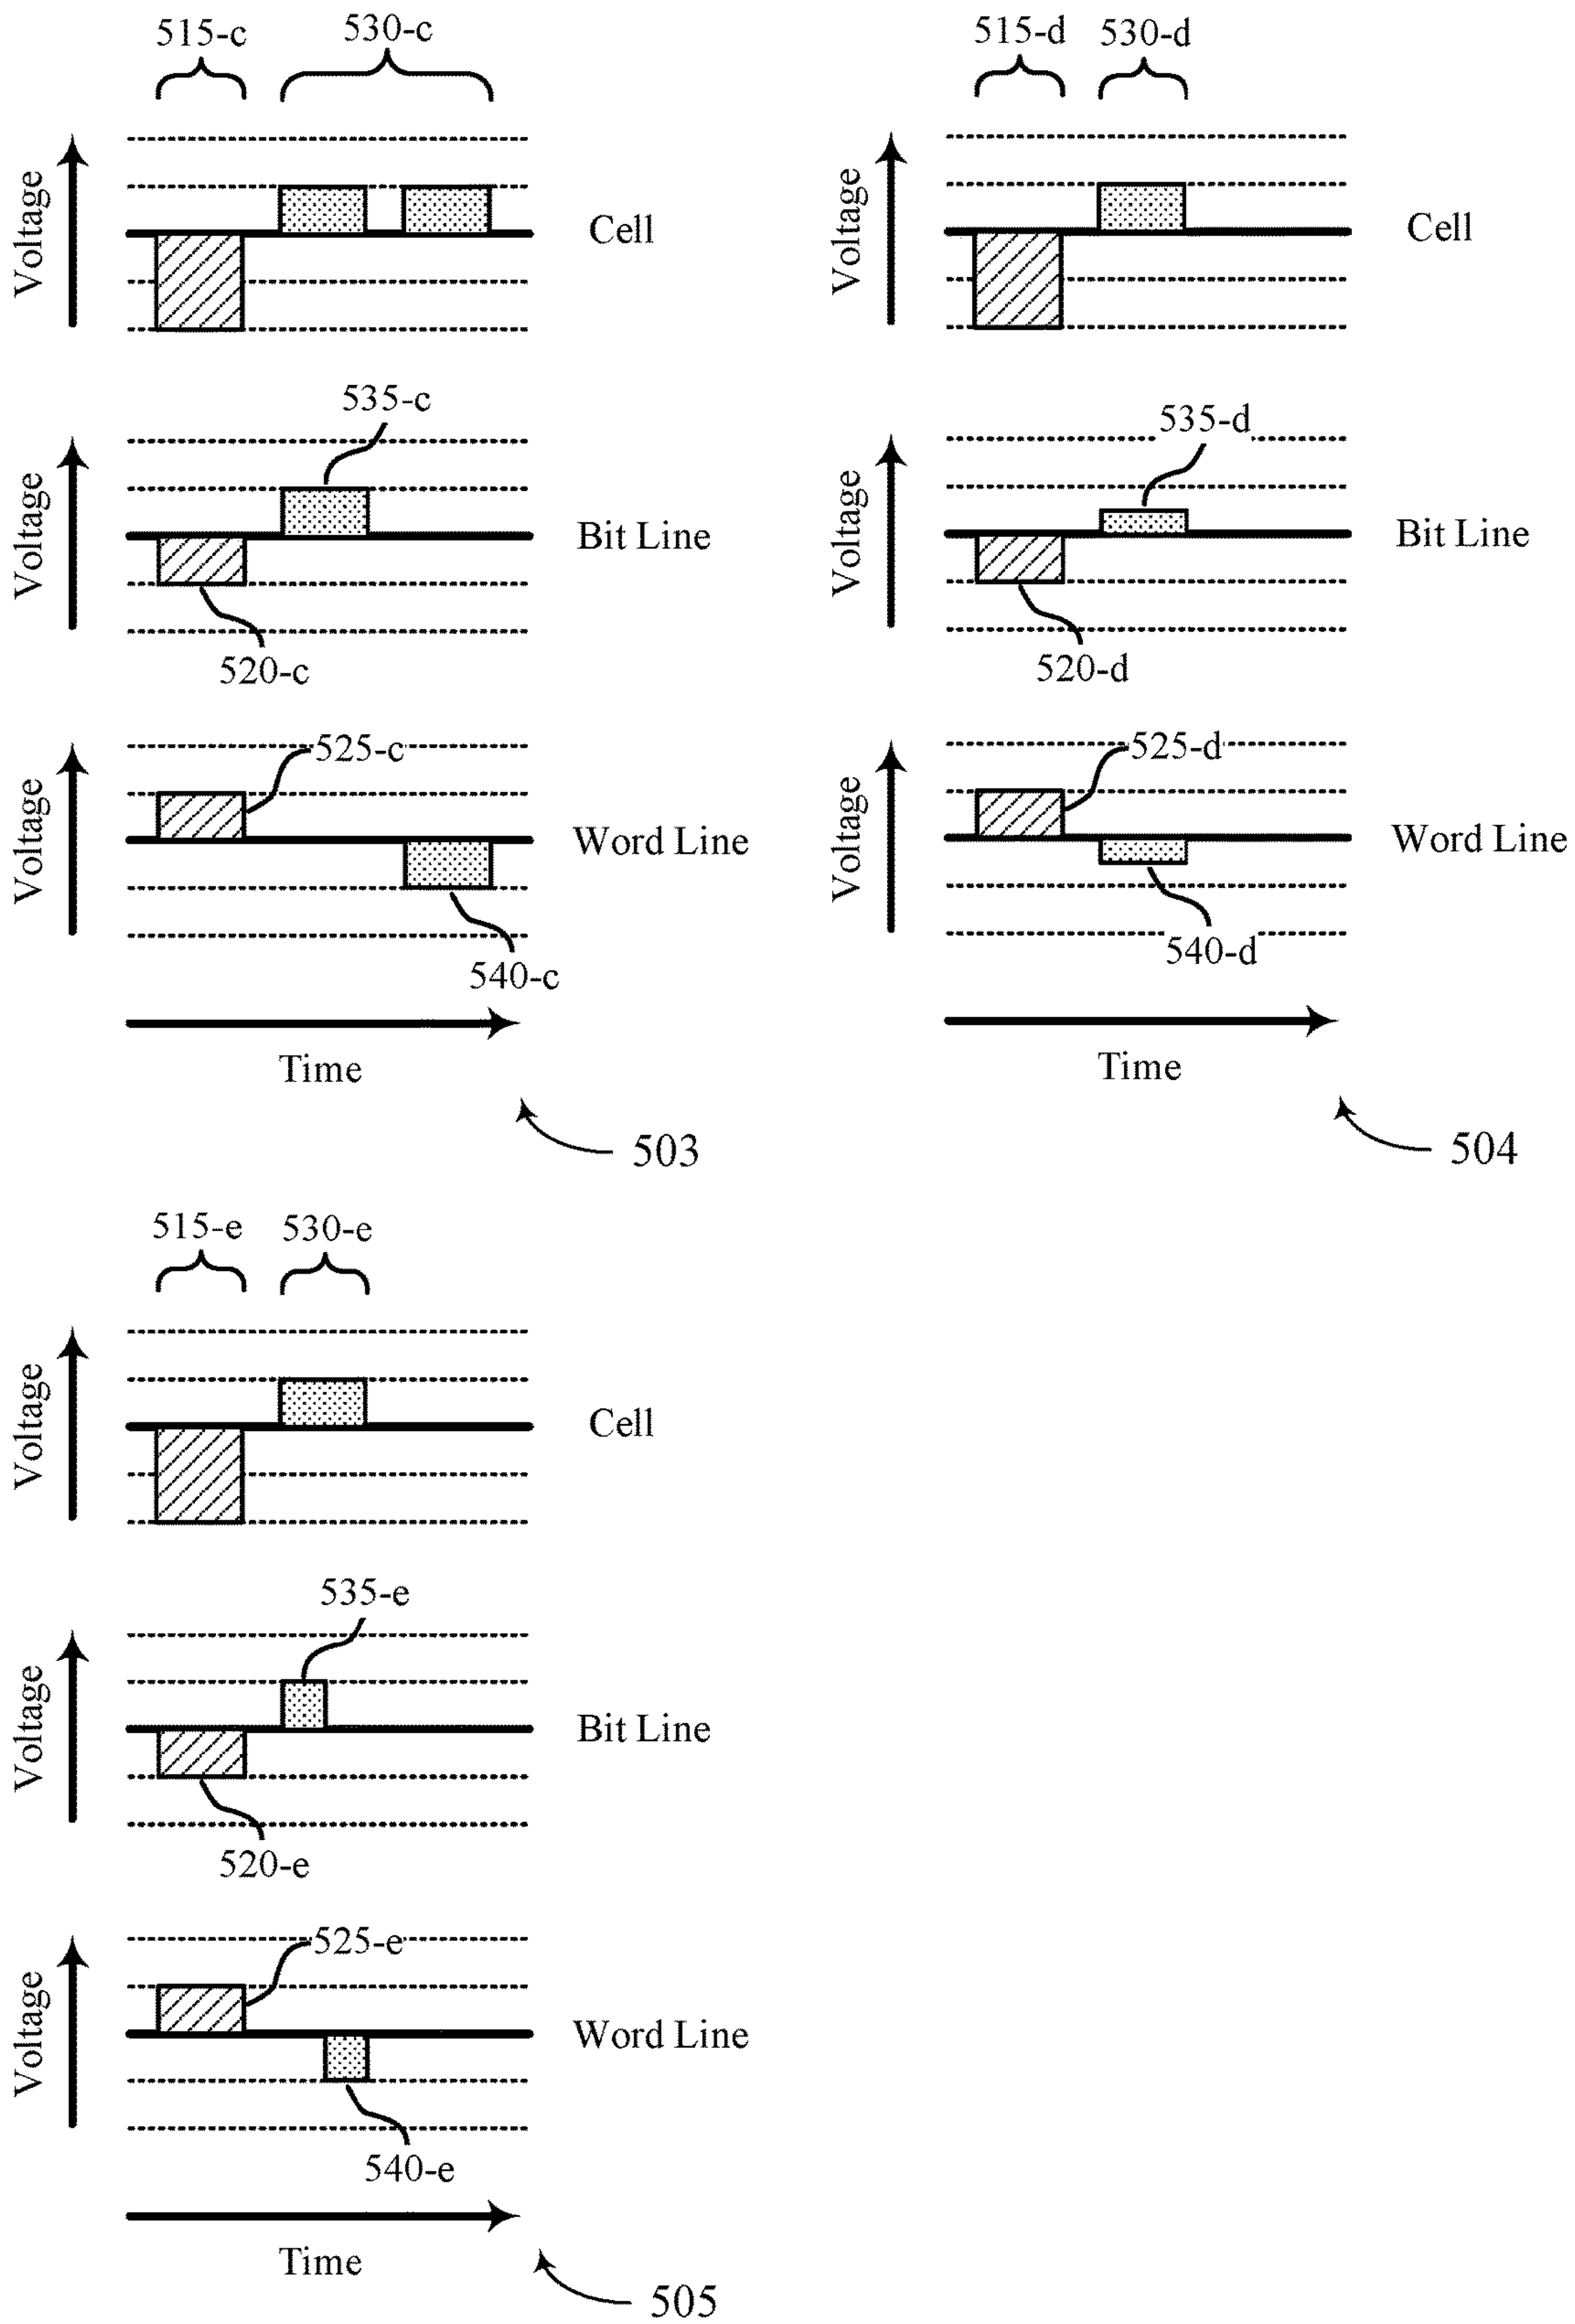 515-c 530-c
Voltage
Cell
535-c
Voltage
Bit Line
520-c
525-c
Voltage
Word Line
540-c
Time
503
515-d 530-d
Voltage
Cell
535-d
Voltage
Bit Line
520-d
525-d
Voltage
Word Line
540-d
Time
504
515-e 530-e
Voltage
Cell
535-e
Voltage
Bit Line
520-e
525-e
Voltage
Word Line
540-e
Time
505